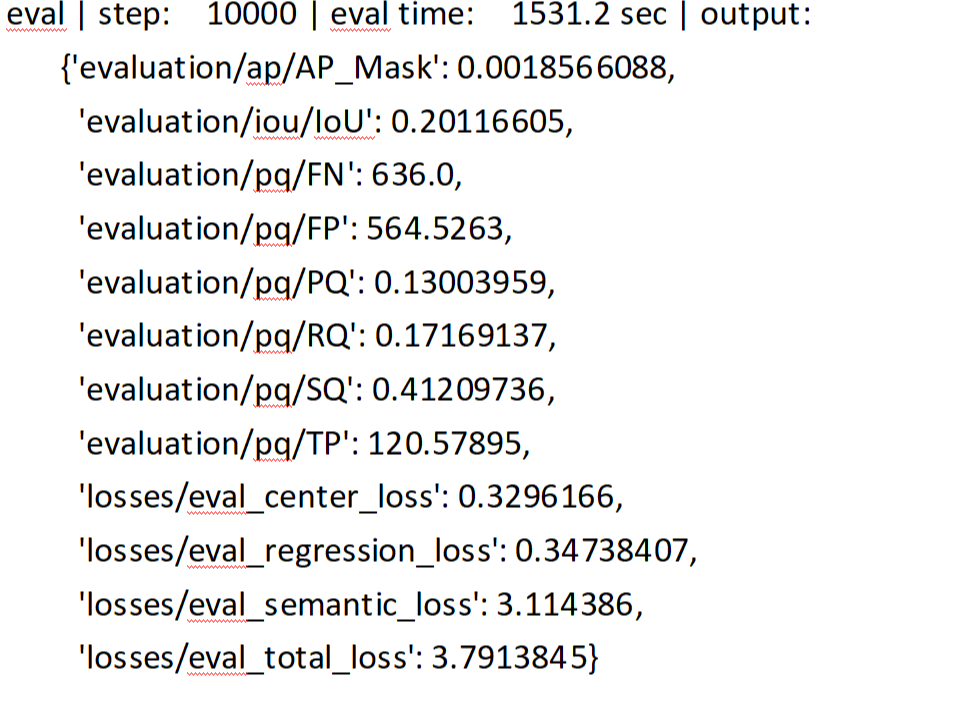 eval | step: 10000 | eval time: 1531.2 sec | output:
{'evaluation/ap/AP_Mask': 0.0018566088,
'evaluation/iou/IoU': 0.20116605,
'evaluation/pq/FN': 636.0,
'evaluation/pq/FP': 564.5263,
'evaluation/pq/PQ': 0.13003959,
'evaluation/pq/RQ': 0.17169137,
'evaluation/pq/SQ': 0.41209736,
'evaluation/pq/TP': 120.57895,
'losses/eval_center_loss': 0.3296166,
'losses/eval_regression_loss': 0.34738407,
'losses/eval_semantic_loss': 3.114386,
'losses/eval_total_loss': 3.7913845}